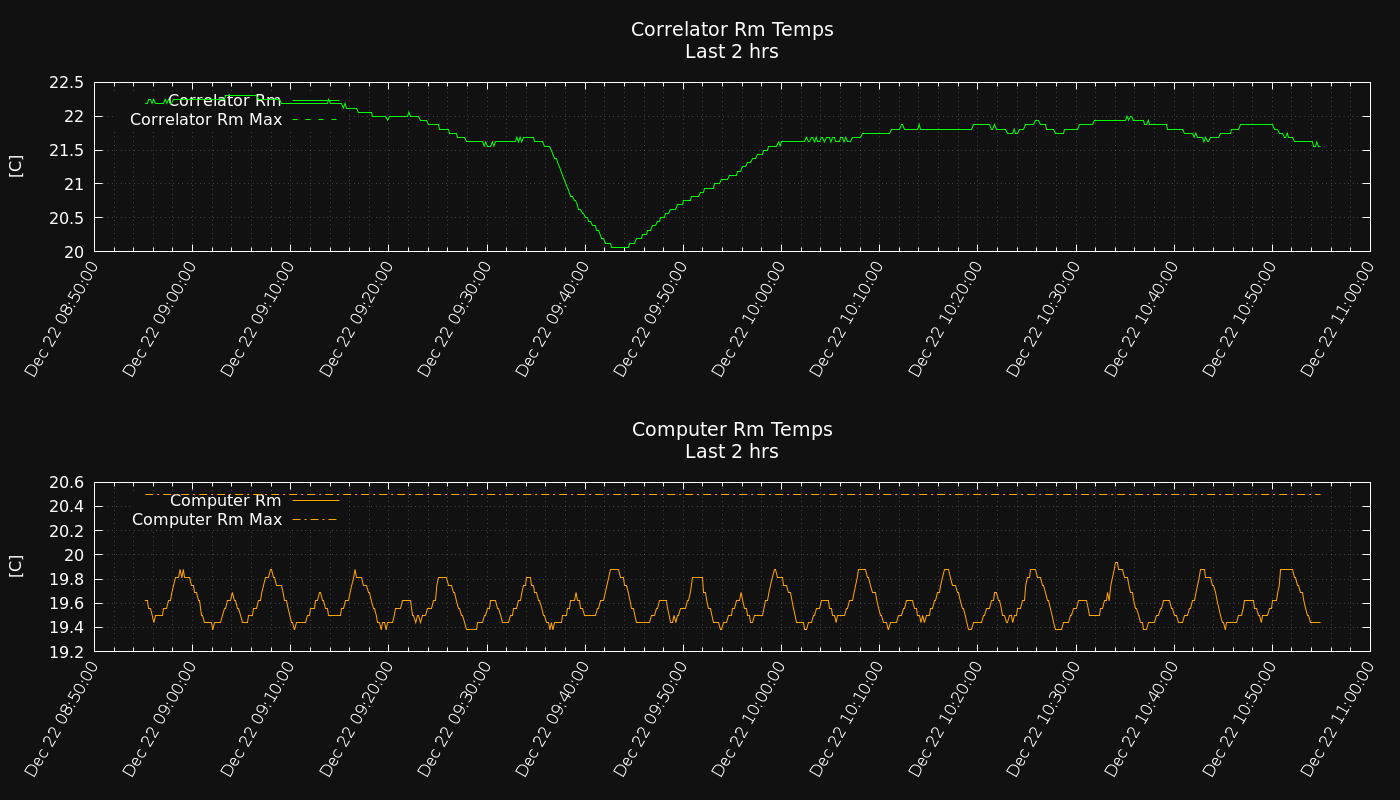 Correlator Rm Temps
Last 2 hrs
22.5
22
21.5
21
20.5
20
[C]
Correlator Rm
Correlator Rm Max
Dec 22 08:50:00
Dec 22 09:00:00
Dec 22 09:10:00
Dec 22 09:20:00
Dec 22 09:30:00
Dec 22 09:40:00
Dec 22 09:50:00
Dec 22 10:00:00
Dec 22 10:10:00
Dec 22 10:20:00
Dec 22 10:30:00
Dec 22 10:40:00
Dec 22 10:50:00
Dec 22 11:00:00
Computer Rm Temps
Last 2 hrs
20.6
20.4
20.2
20
19.8
19.6
19.4
19.2
[C]
Computer Rm
Computer Rm Max
Dec 22 08:50:00
Dec 22 09:00:00
Dec 22 09:10:00
Dec 22 09:20:00
Dec 22 09:30:00
Dec 22 09:40:00
Dec 22 09:50:00
Dec 22 10:00:00
Dec 22 10:10:00
Dec 22 10:20:00
Dec 22 10:30:00
Dec 22 10:40:00
Dec 22 10:50:00
Dec 22 11:00:00